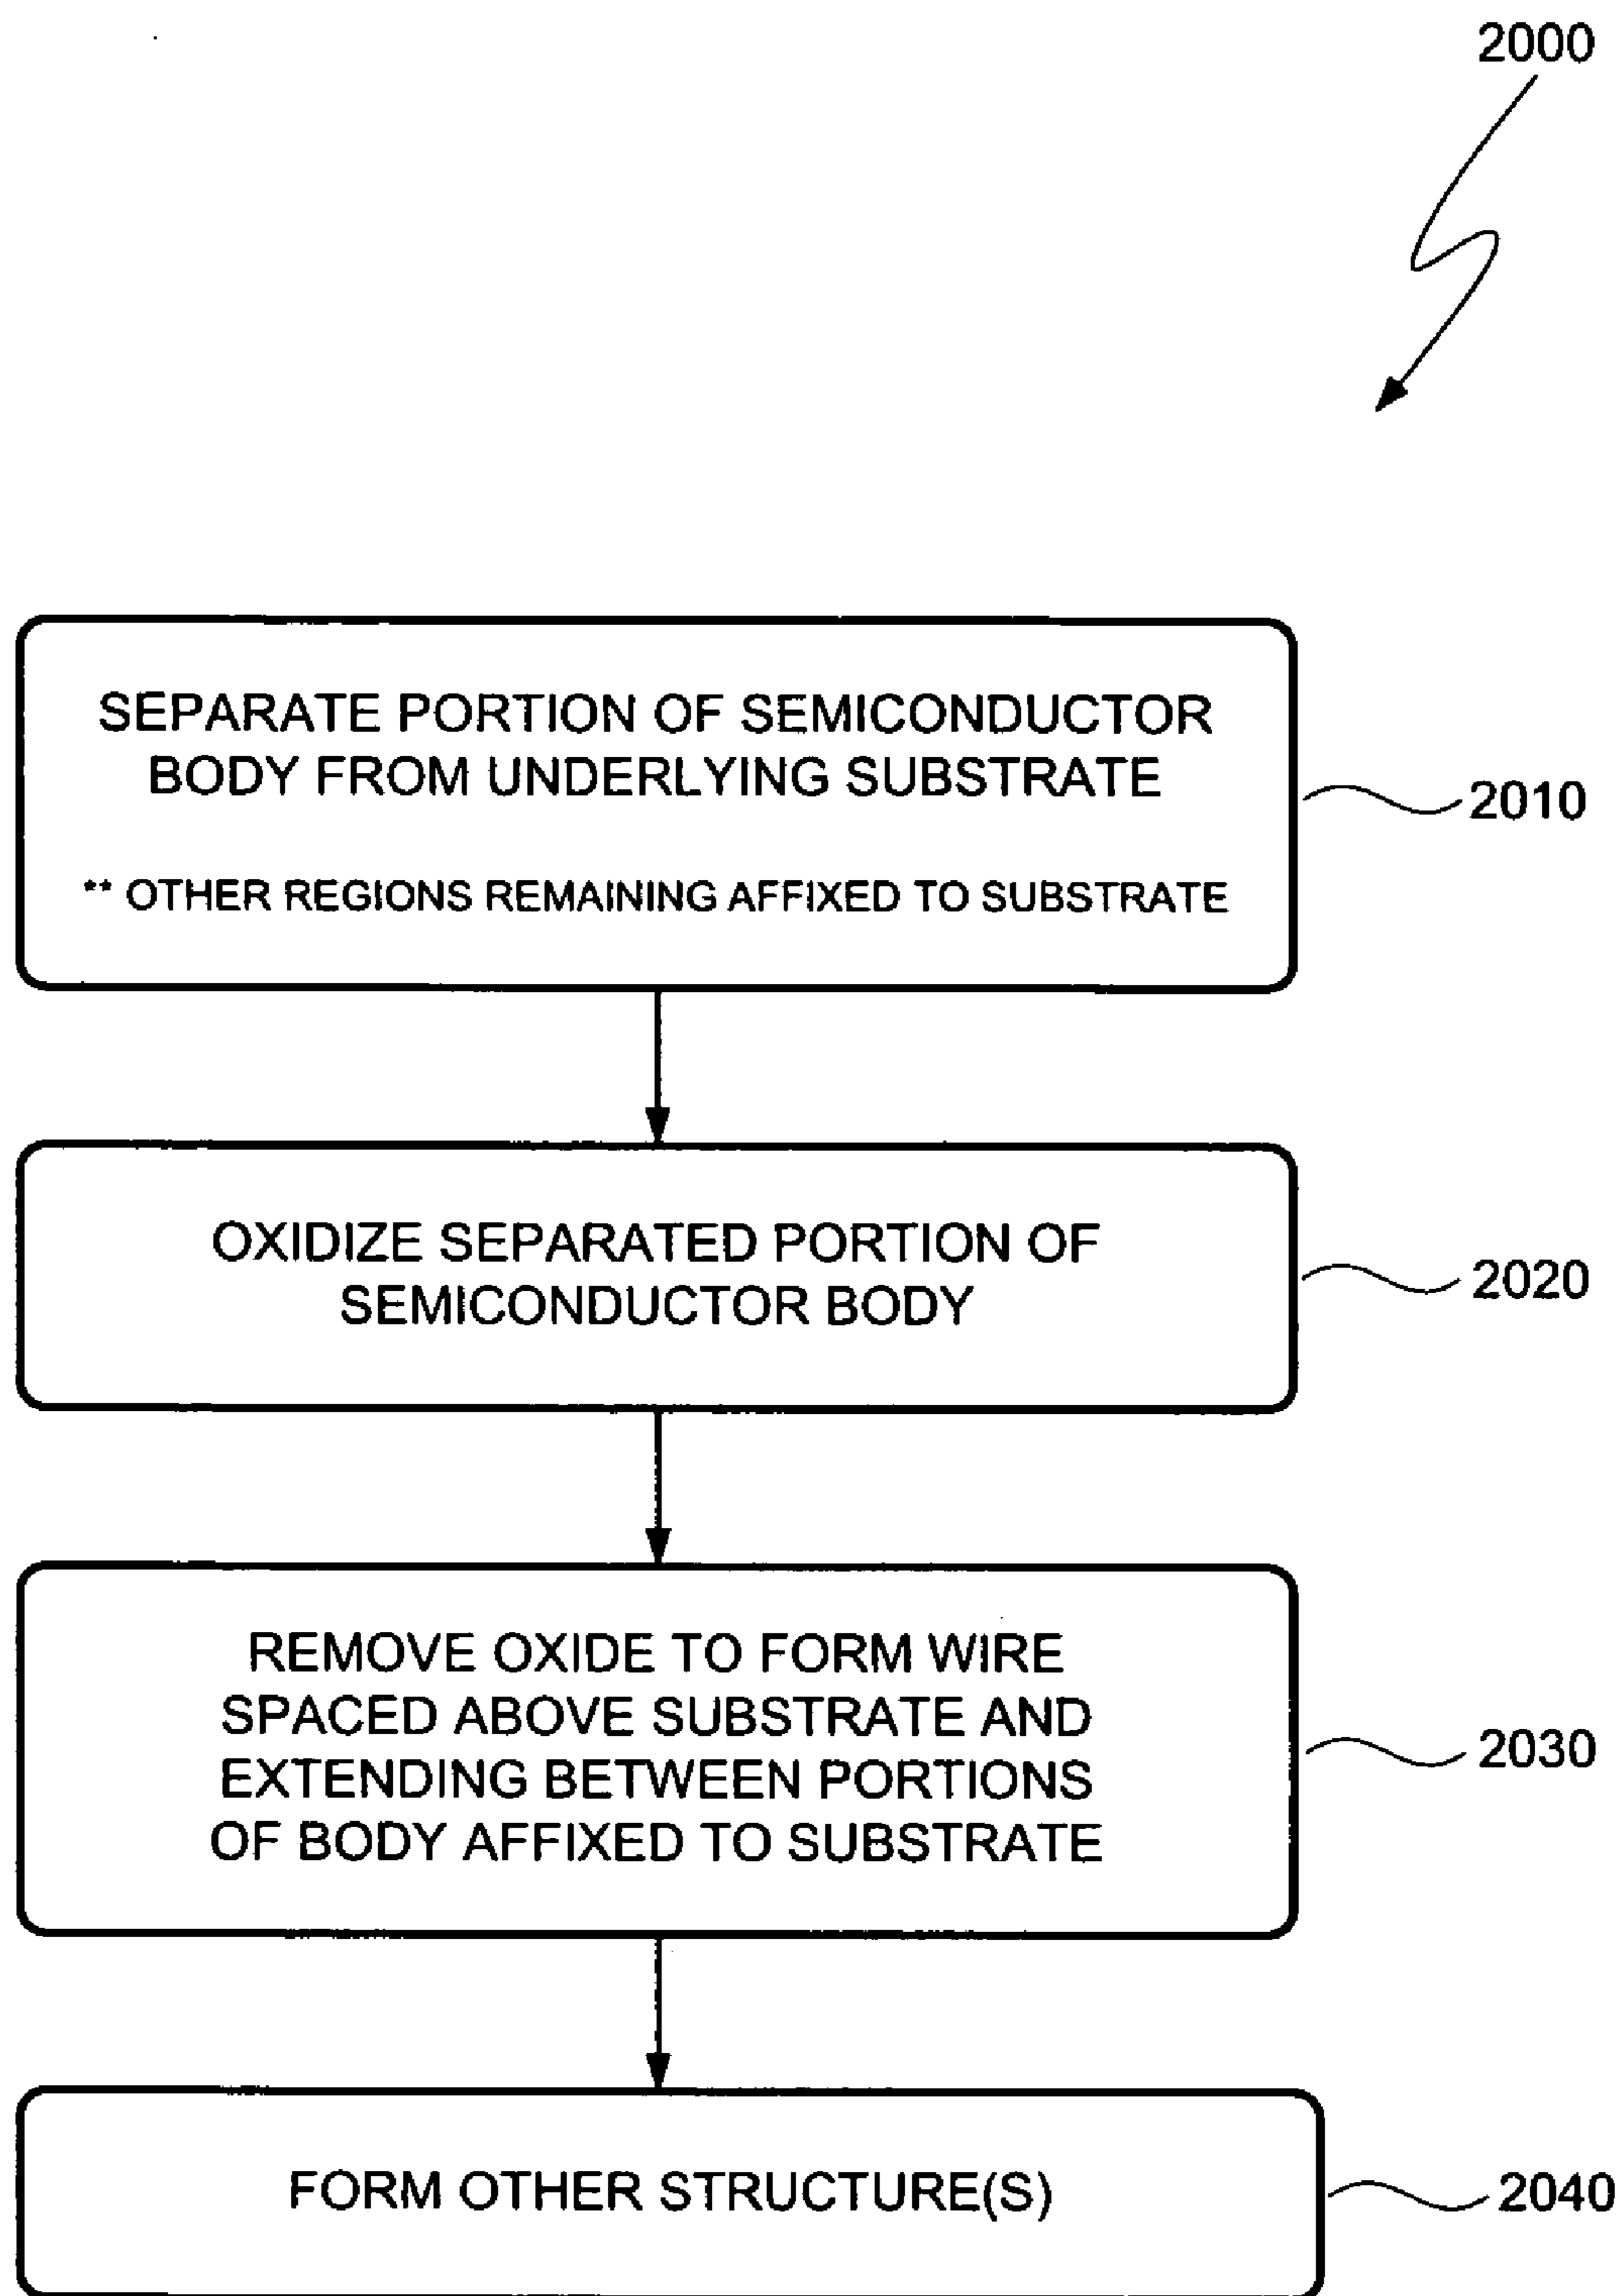 2000
SEPARATE PORTION OF SEMICONDUCTOR
BODY FROM UNDERLYING SUBSTRATE
2010
** OTHER REGIONS REMAINING AFFIXED TO SUBSTRATE
OXIDIZE SEPARATED PORTION OF
SEMICONDUCTOR BODY
2020
REMOVE OXIDE TO FORM WIRE
SPACED ABOVE SUBSTRATE AND
EXTENDING BETWEEN PORTIONS
OF BODY AFFIXED TO SUBSTRATE
2030
FORM OTHER STRUCTURE(S)
2040